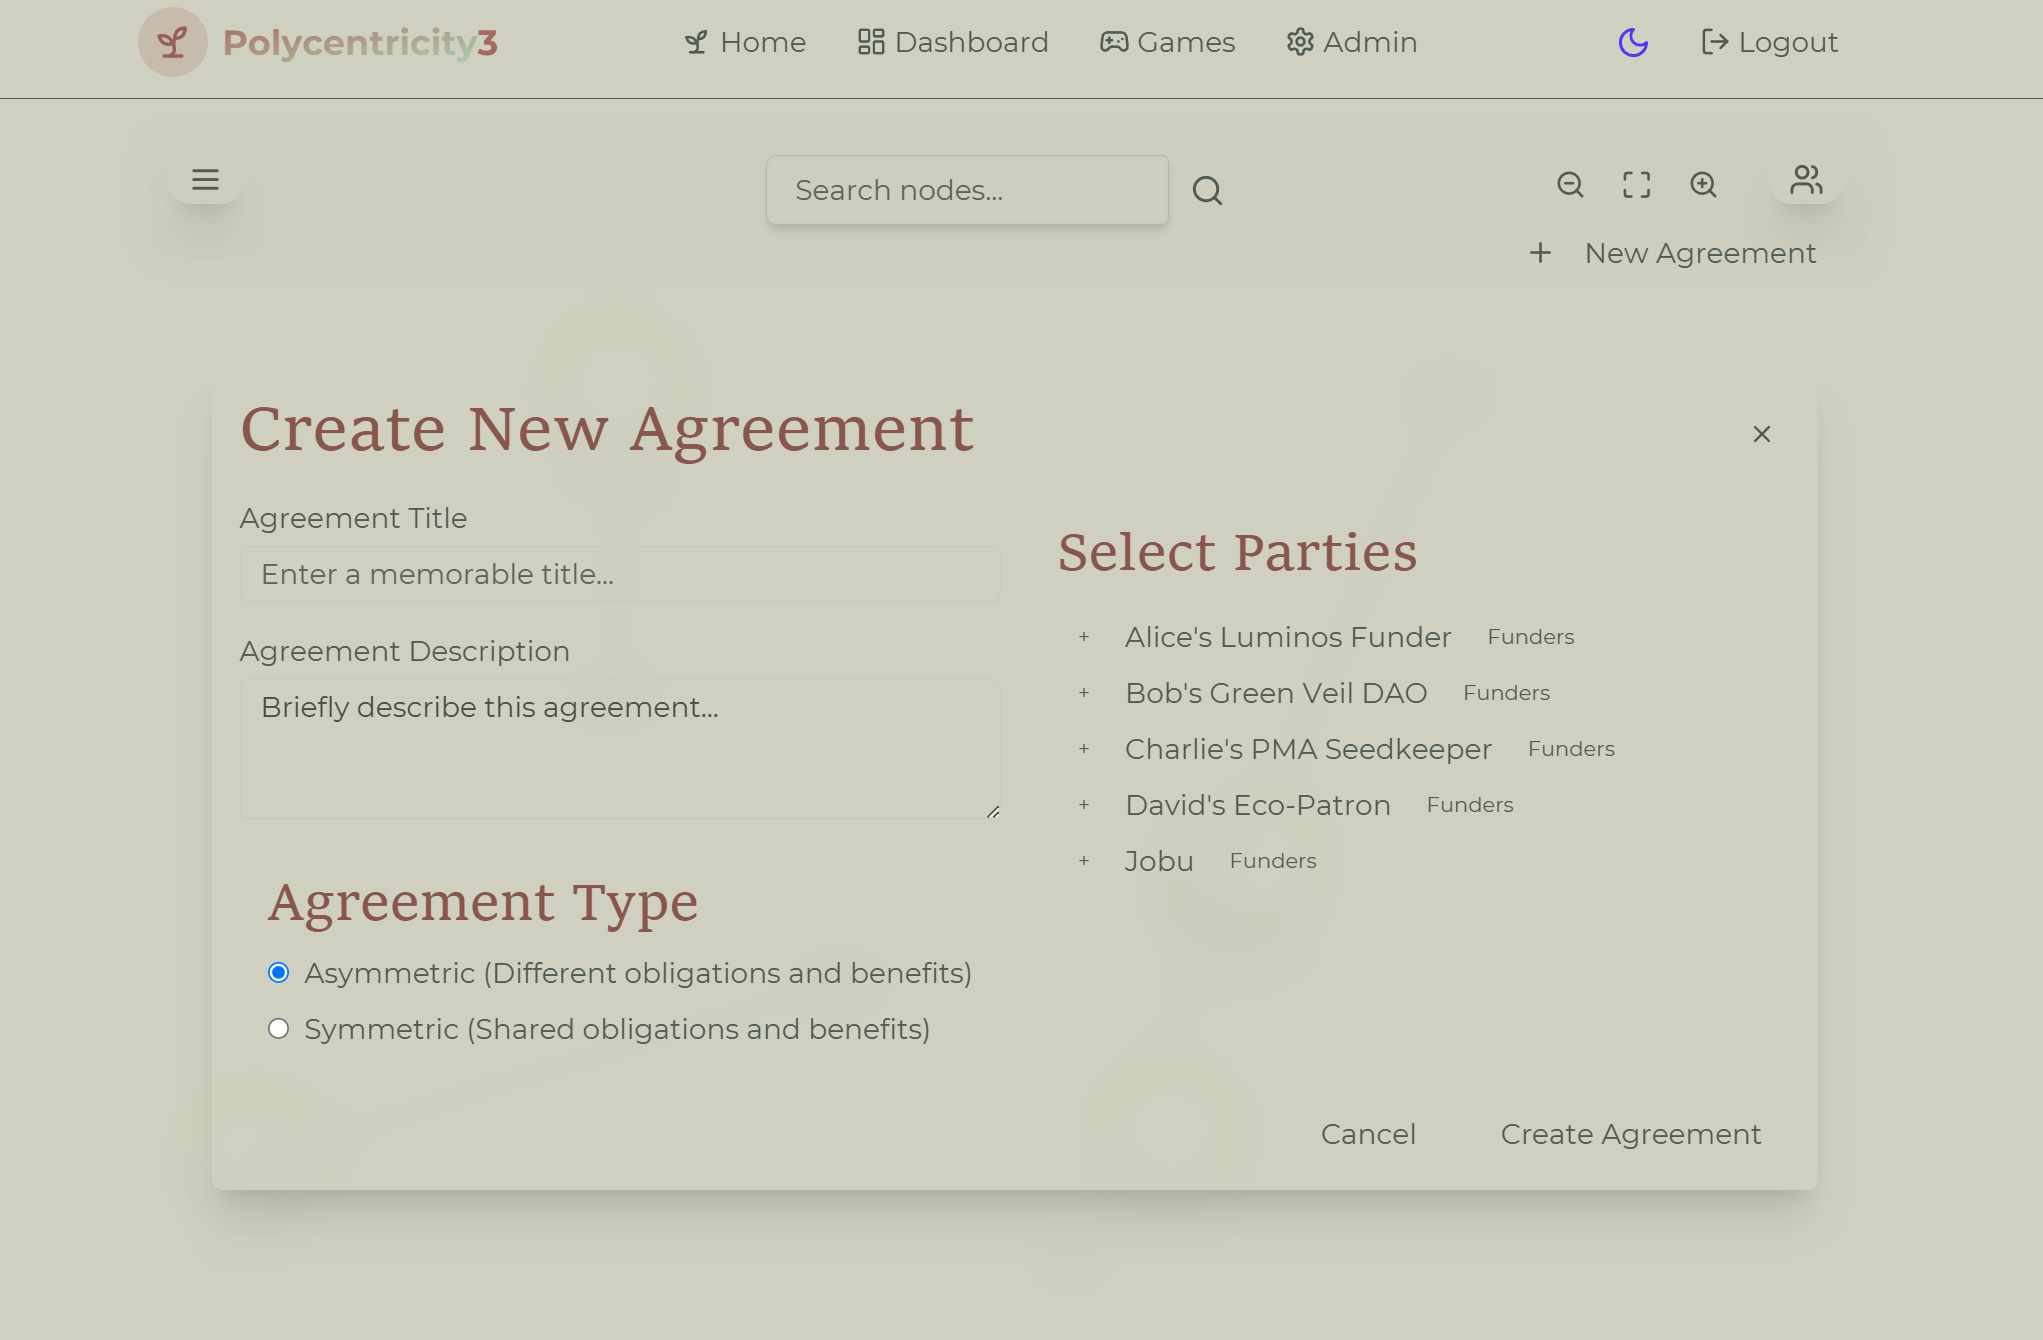 Polycentricity3
Home
Dashboard
Games
Admin
Logout
Search nodes...
+ New Agreement
Create New Agreement
Agreement Title
Enter a memorable title...
Agreement Description
Briefly describe this agreement...
Agreement Type
Asymmetric (Different obligations and benefits)
Symmetric (Shared obligations and benefits)
Select Parties
+ Alice's Luminos Funder Funders
+ Bob's Green Veil DAO Funders
+ Charlie's PMA Seedkeeper Funders
+ David's Eco-Patron Funders
+ Jobu Funders
Cancel
Create Agreement